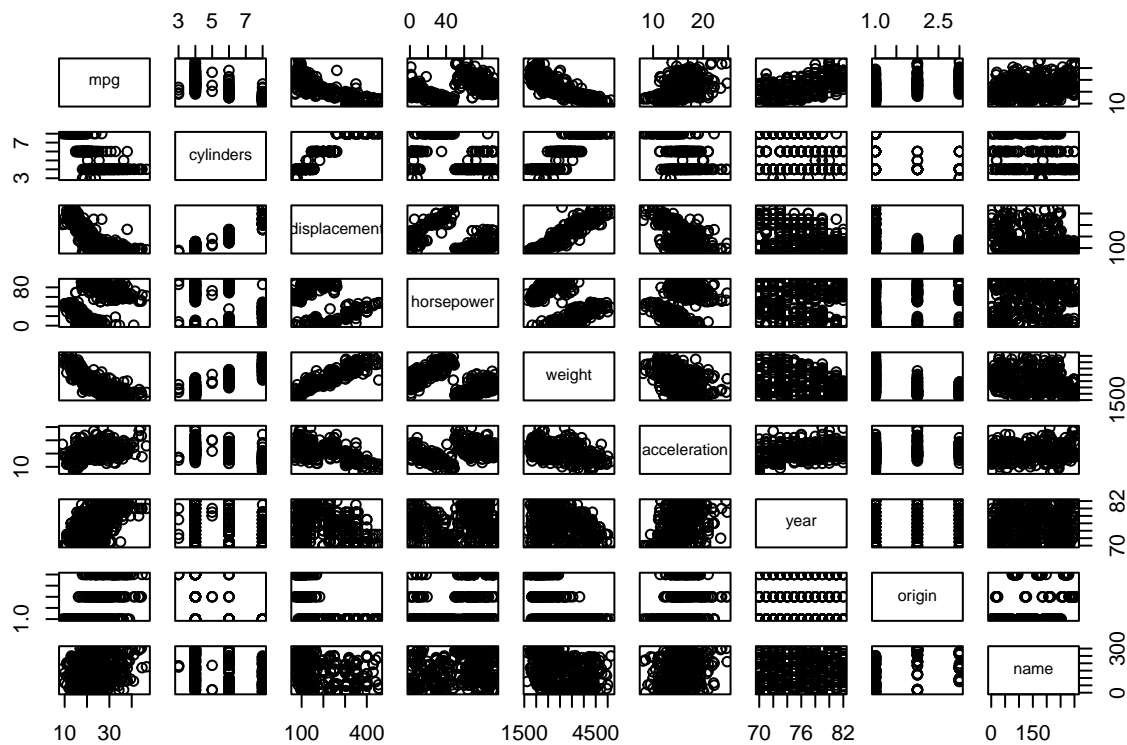 3 5 7
0 40
10 20
1.0 2.5
mpg
10
7
3
cylinders
displacement
100
80
0
horsepower
weight
1500
10
acceleration
year
82
70
1.0
origin
name
300
0
10 30
100 400
1500 4500
70 76 82
0 150